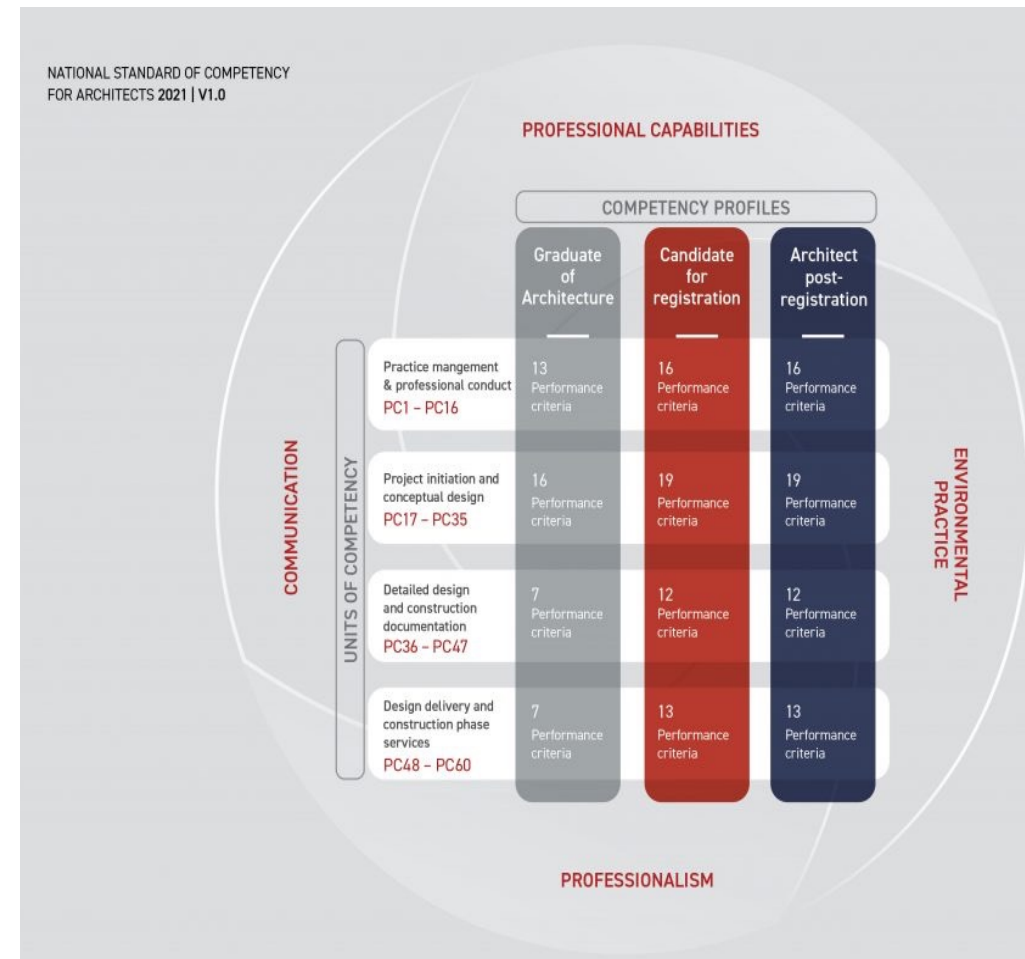 NATIONAL STANDARD OF COMPETENCY
FOR ARCHITECTS 2021 | V1.0
PROFESSIONAL CAPABILITIES
COMPETENCY PROFILES
Graduate
of
Architecture
Candidate
for
registration
Architect
post-
registration
COMMUNICATION
UNITS OF COMPETENCY
Practice mangement
& professional conduct
PC1 – PC16
13
Performance
criteria
16
Performance
criteria
16
Performance
criteria
Project initiation and
conceptual design
PC17 – PC35
16
Performance
criteria
19
Performance
criteria
19
Performance
criteria
Detailed design
and construction
documentation
PC36 – PC47
7
Performance
criteria
12
Performance
criteria
12
Performance
criteria
Design delivery and
construction phase
services
PC48 – PC60
7
Performance
criteria
13
Performance
criteria
13
Performance
criteria
ENVIRONMENTAL
PRACTICE
PROFESSIONALISM